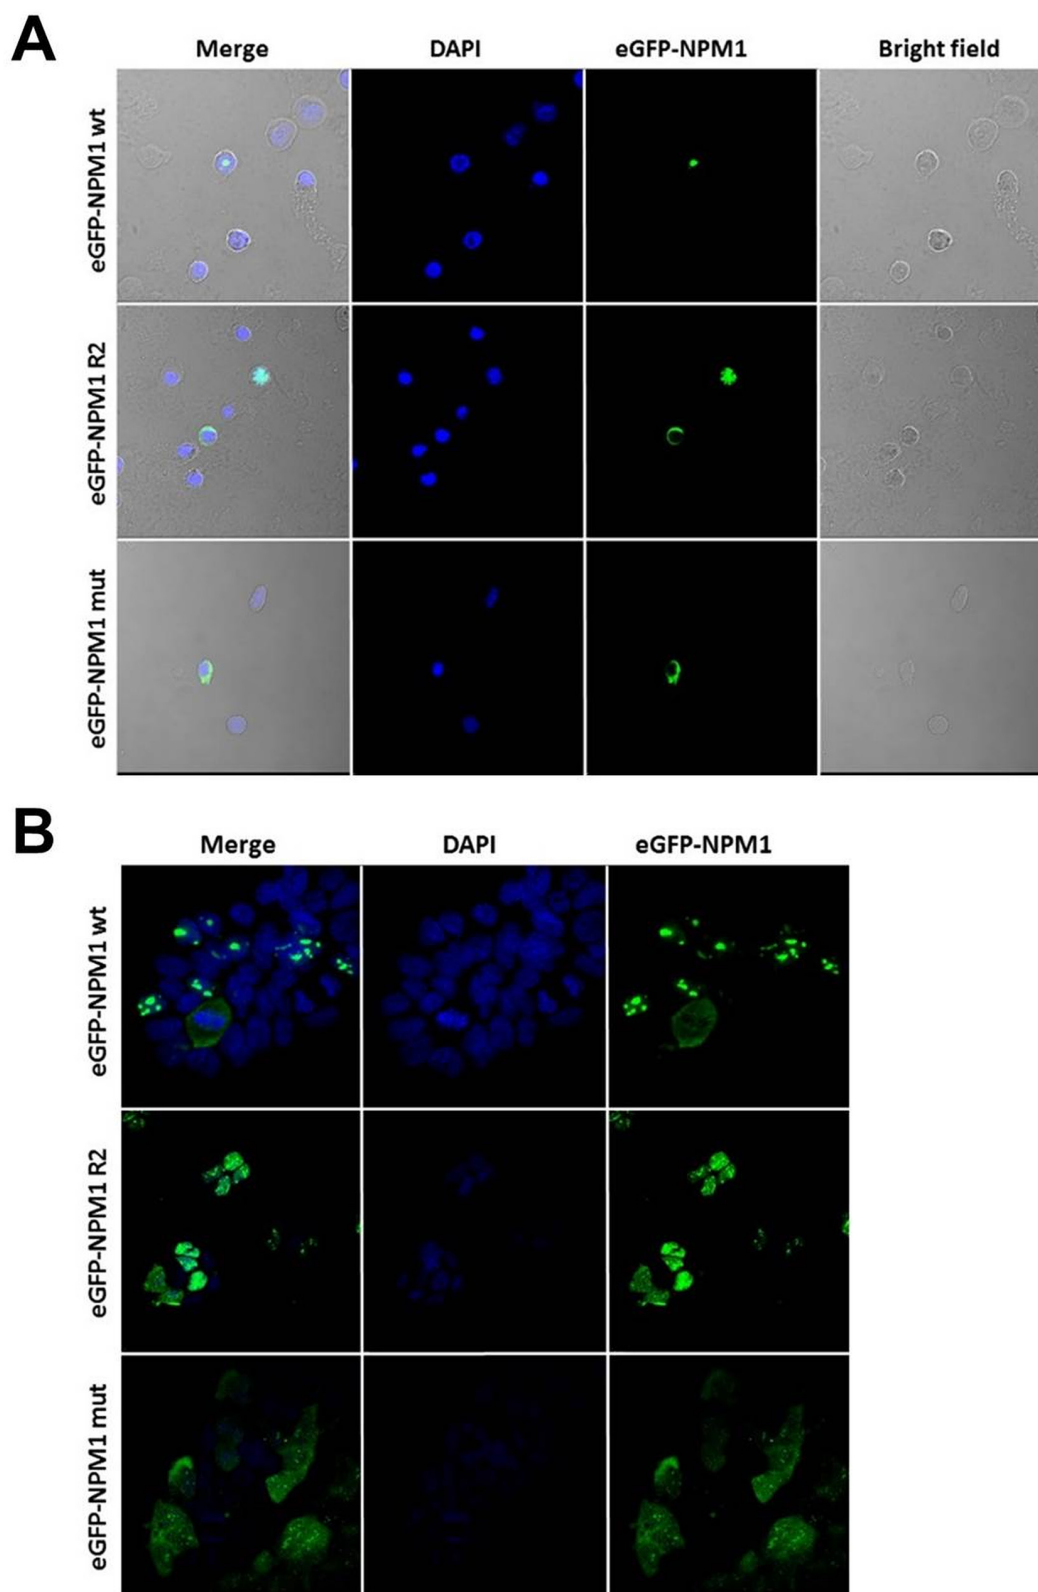 A
Merge DAPI eGFP-NPM1 Bright field
eGFP-NPM1 wt
eGFP-NPM1 R2
eGFP-NPM1 mut
B
Merge DAPI eGFP-NPM1
eGFP-NPM1 wt
eGFP-NPM1 R2
eGFP-NPM1 mut